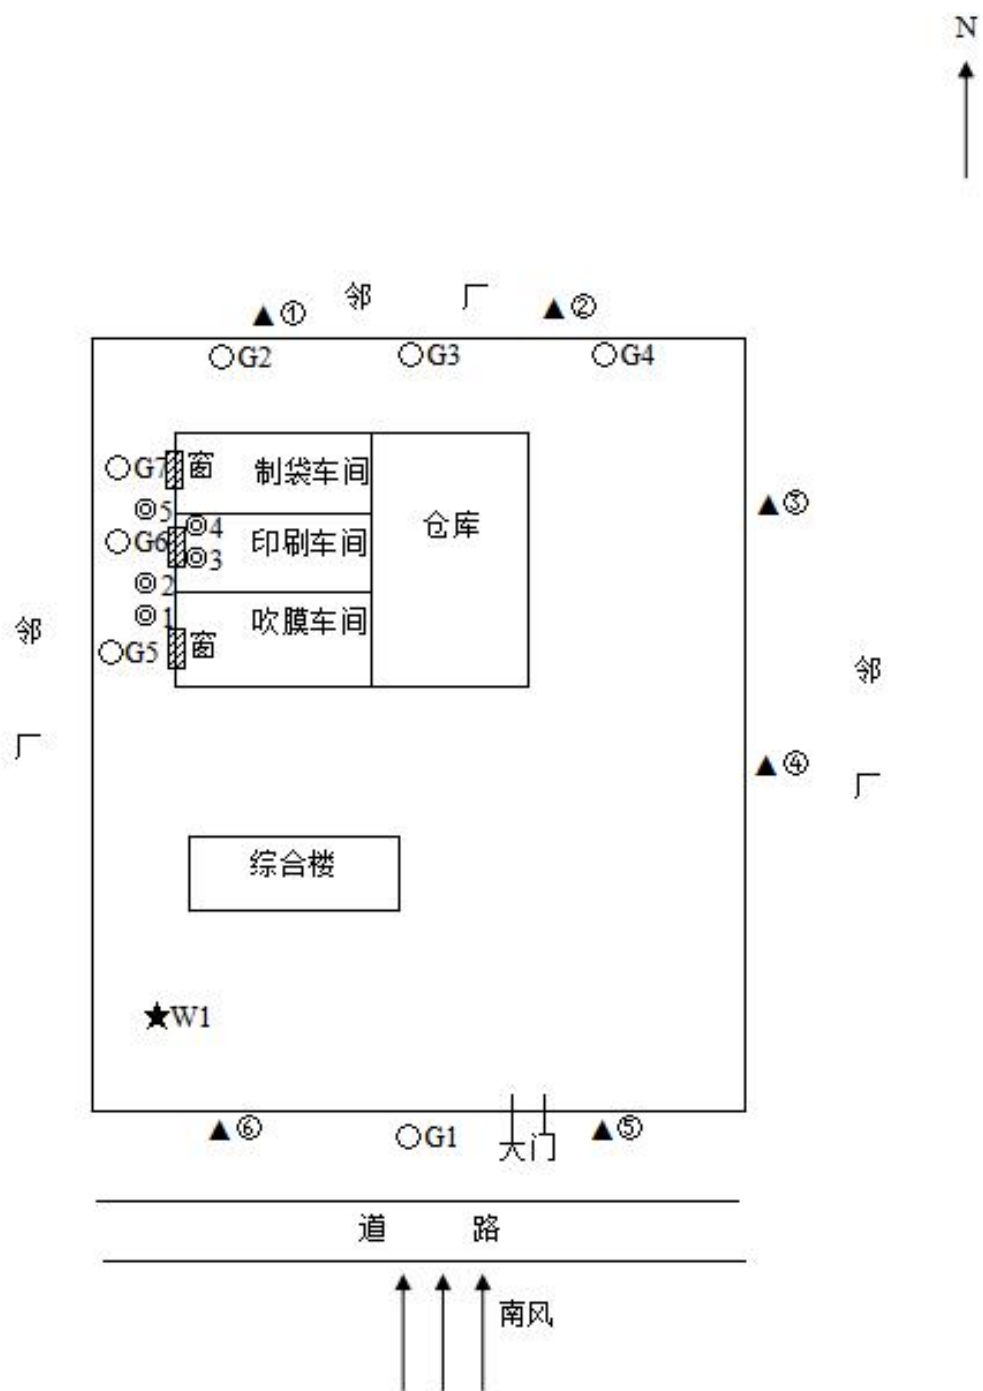 N
邻 厂
▲① ▲②
○G2 ○G3 ○G4
○G7 窗 制袋车间
▲③
◎5 ◎4
仓库
○G6 ◎3 印刷车间
◎2
◎1 吹膜车间
○G5 窗
邻 厂
邻 厂
▲④
综合楼
★W1
▲⑥ ○G1 大门 ▲⑤
道 路
南风